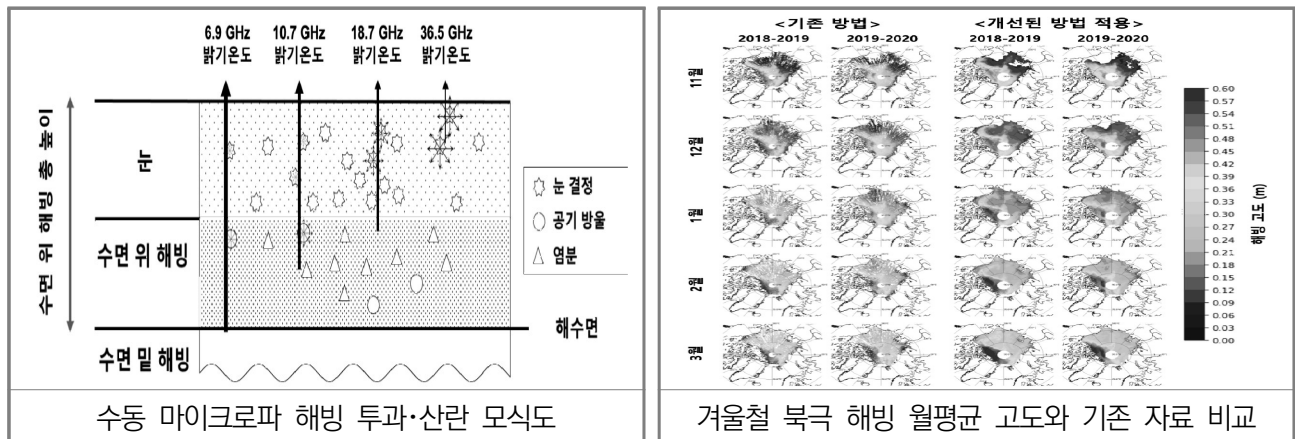 6.9 GHz 10.7 GHz 18.7 GHz 36.5 GHz
밝기온도 밝기온도 밝기온도 밝기온도
수면 위 해빙 총 높이
눈
수면 위 해빙
수면 밑 해빙
눈 결정
공기 방울
염분
해수면
수동 마이크로파 해빙 투과·산란 모식도
<기존 방법> <개선된 방법 적용>
2018-2019 2019-2020 2018-2019 2019-2020
11월
12월
1월
2월
3월
0.60
0.57
0.54
0.51
0.48
0.45
0.42
0.39
0.36
0.33
0.30
0.27
0.24
0.21
0.18
0.15
0.12
0.09
0.06
0.03
0.00
해빙 고도 (m)
겨울철 북극 해빙 월평균 고도와 기존 자료 비교